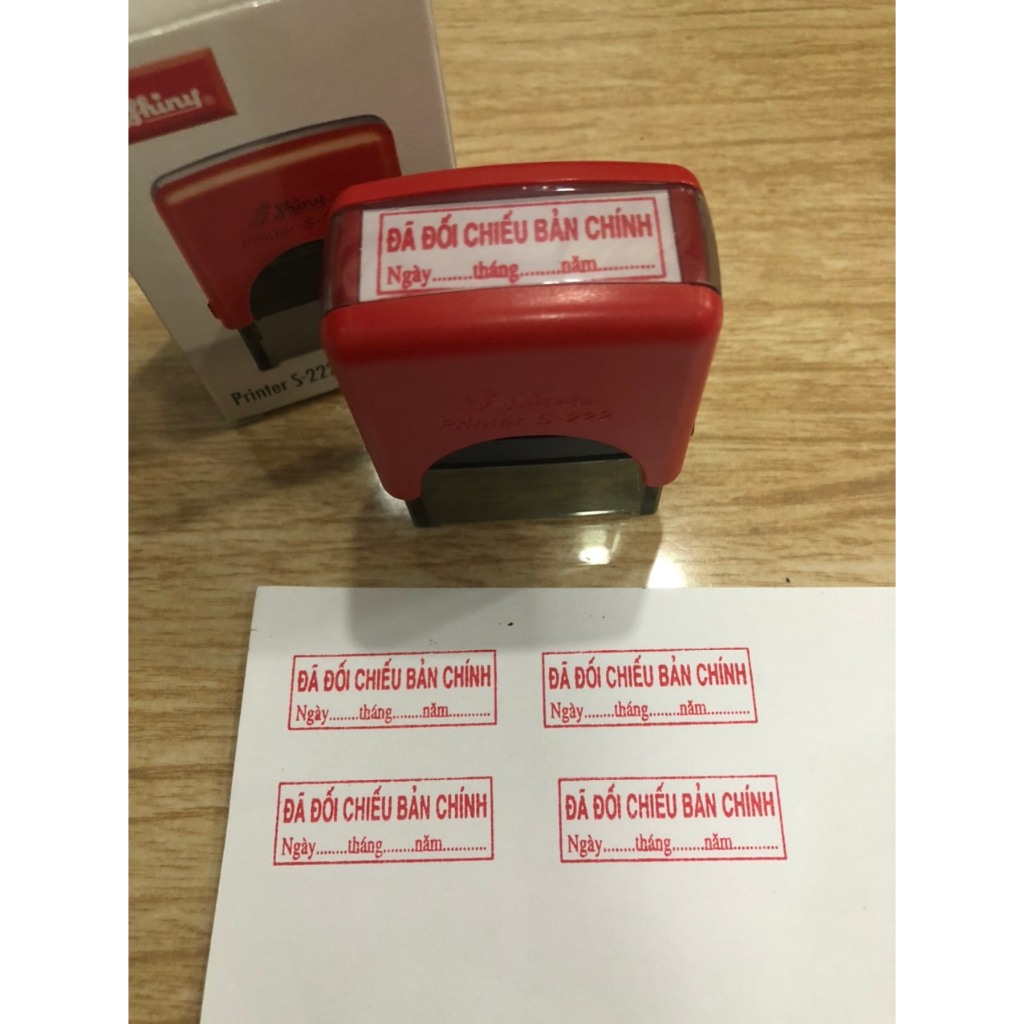 Shiny®
Shiny
Printer S-222
ĐÃ ĐỐI CHIẾU BẢN CHÍNH
Ngày........tháng........năm...........
Printer S-222
ĐÃ ĐỐI CHIẾU BẢN CHÍNH
Ngày........tháng........năm...........
ĐÃ ĐỐI CHIẾU BẢN CHÍNH
Ngày........tháng........năm...........
ĐÃ ĐỐI CHIẾU BẢN CHÍNH
Ngày........tháng........năm...........
ĐÃ ĐỐI CHIẾU BẢN CHÍNH
Ngày........tháng........năm...........